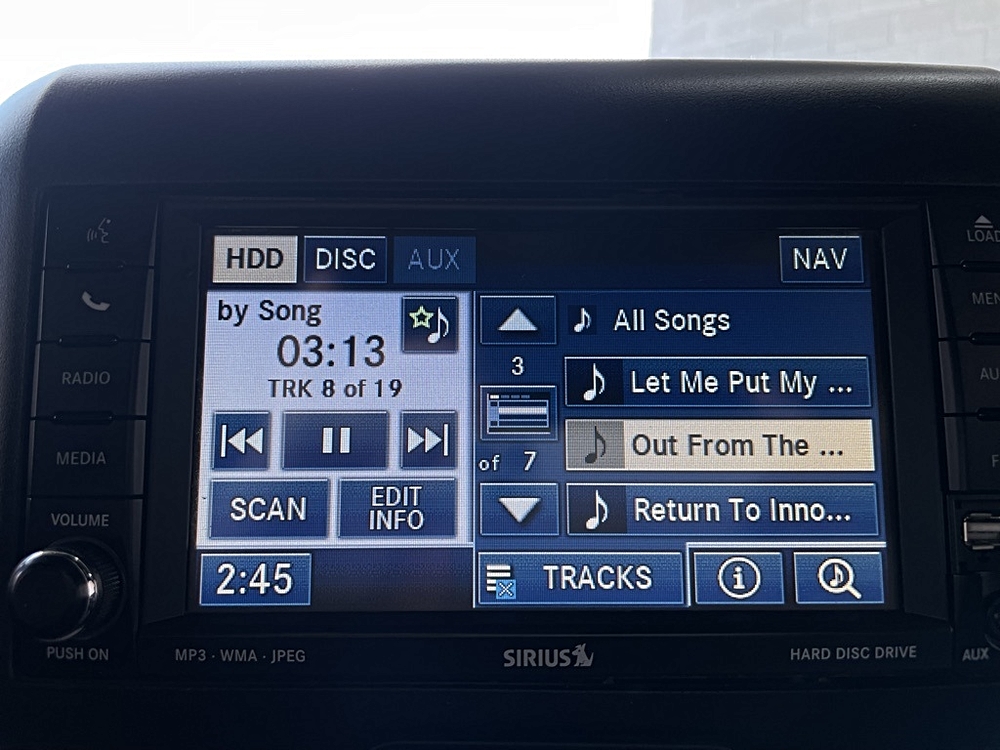 LOAD
HDD DISC AUX NAV
by Song
03:13
TRK 8 of 19
All Songs
3
of 7
Let Me Put My ...
Out From The ...
Return To Inno...
RADIO
MEDIA
VOLUME
SCAN
EDIT
INFO
2:45
TRACKS
PUSH ON
MP3 · WMA · JPEG
SIRIUS
HARD DISC DRIVE
AUX